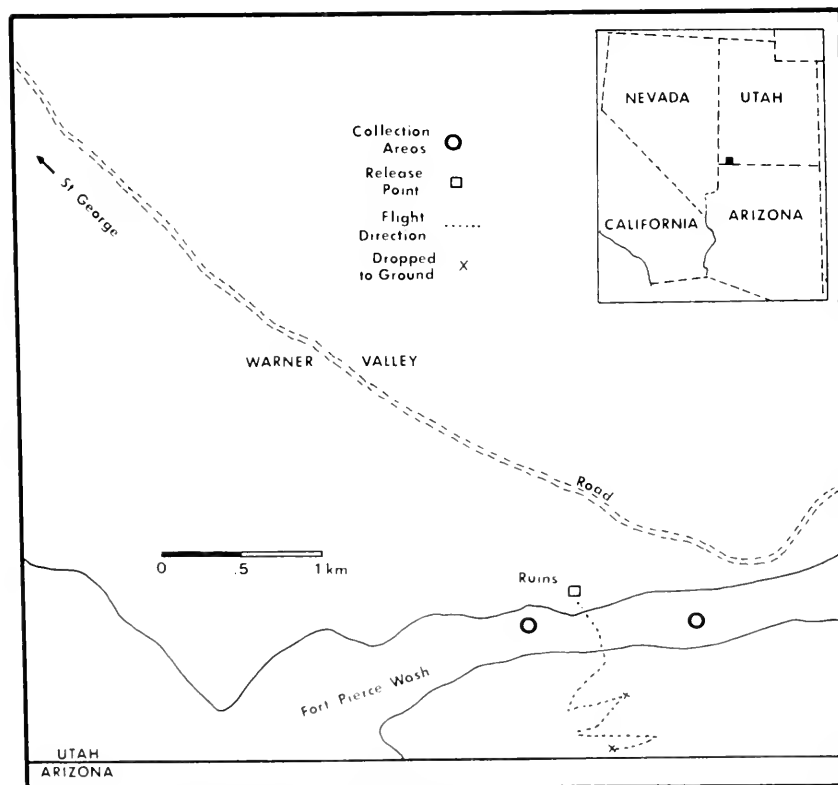 NEVADA
UTAH
CALIFORNIA
ARIZONA
Collection
Areos
Release
Point
Flight
Direction
Dropped
to Ground
x
St George
WARNER VALLEY
Road
0 .5 1 km
Ruins
Fort Pierce Wash
UTAH
ARIZONA